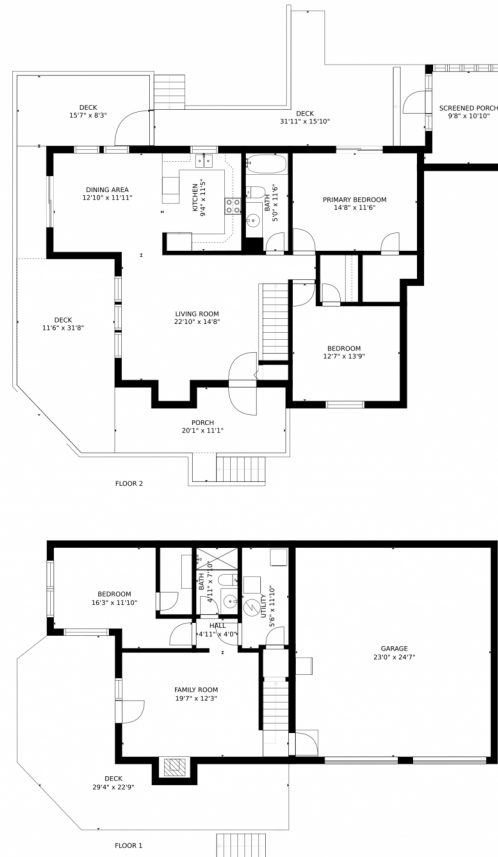 DECK
15'7" x 8'3"
DECK
31'11" x 15'10"
SCREENED PORCH
9'8" x 10'10"
DINING AREA
12'10" x 11'11"
KITCHEN
9'4" x 11'5"
BATH
5'0" x 11'6"
PRIMARY BEDROOM
14'8" x 11'6"
DECK
11'6" x 31'8"
LIVING ROOM
22'10" x 14'8"
BEDROOM
12'7" x 13'9"
PORCH
20'1" x 11'1"
FLOOR 2
BEDROOM
16'3" x 11'10"
BATH
4'11" x 7'10"
UTILITY
5'6" x 11'10"
HALL
4'11" x 4'0"
GARAGE
23'0" x 24'7"
FAMILY ROOM
19'7" x 12'3"
DECK
29'4" x 22'9"
FLOOR 1